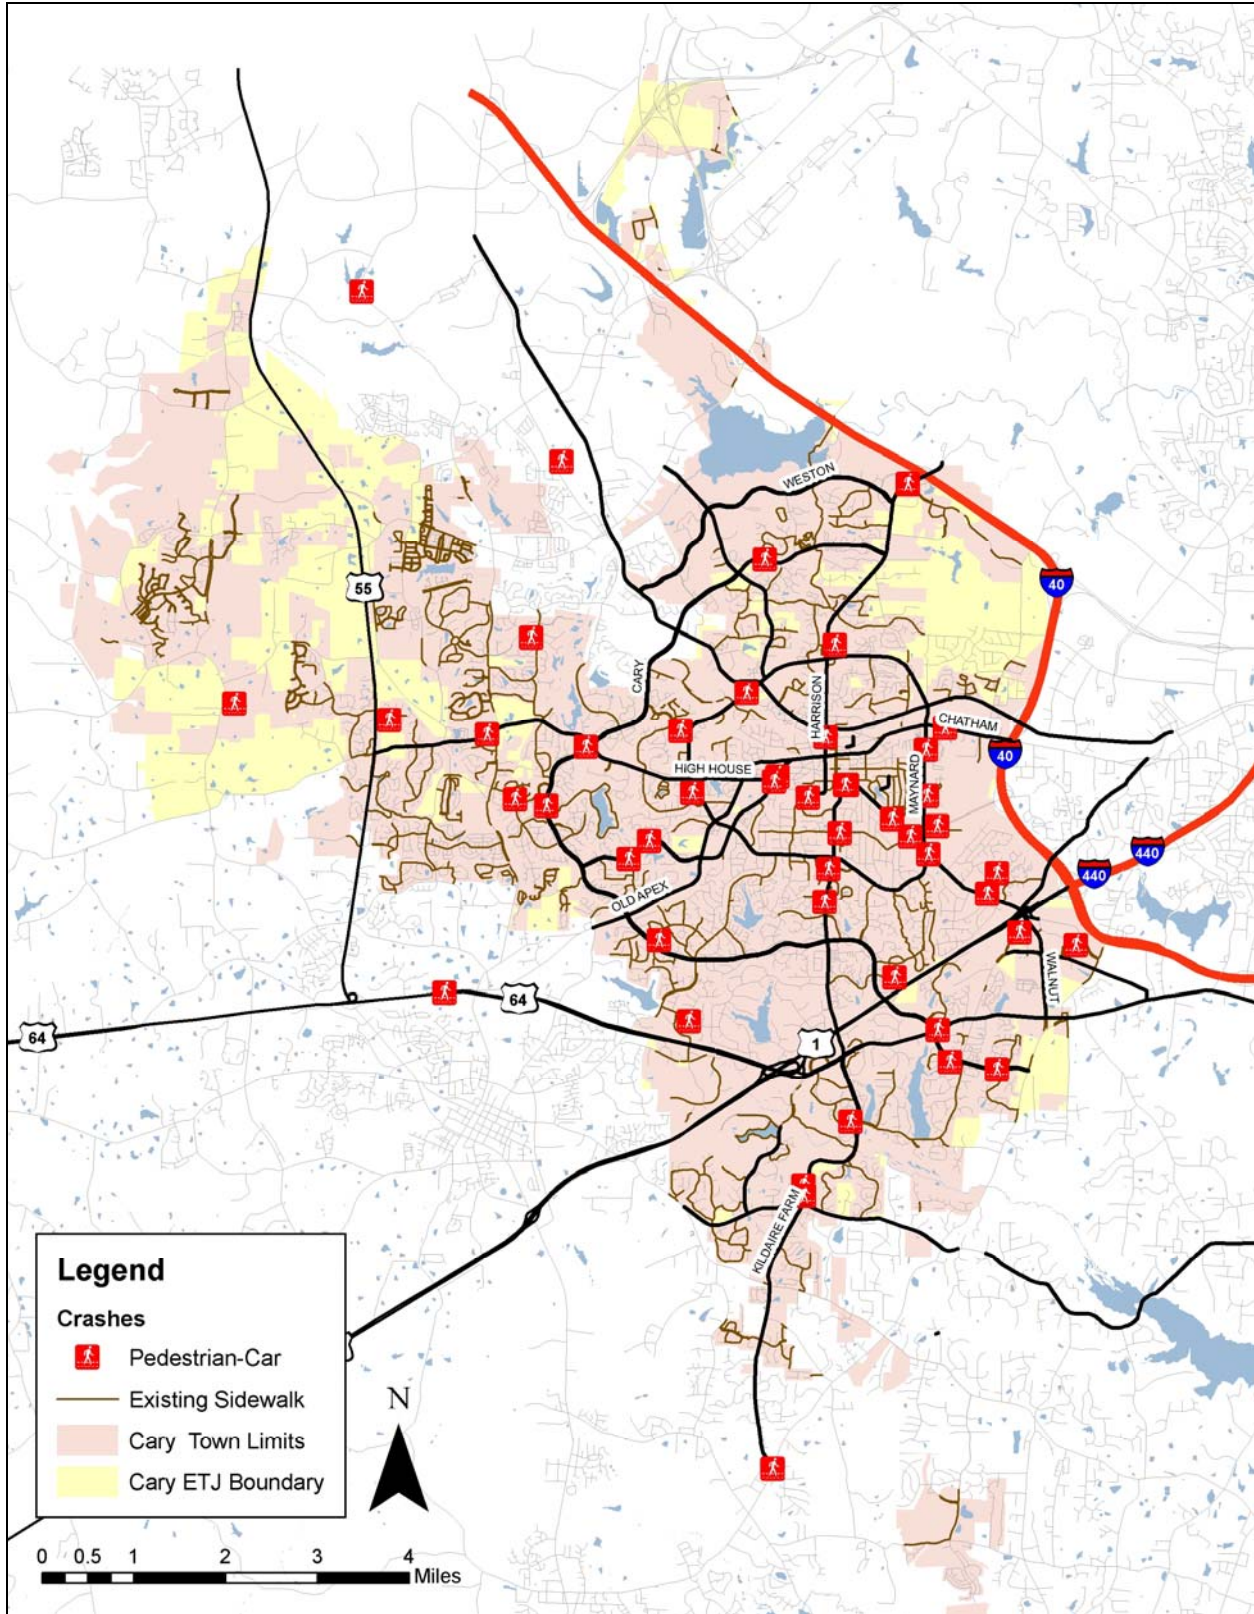 WESTON
40
55
CARY
HARRISON
CHATHAM
40
HIGH HOUSE
MAYNARD
440
440
OLD APEX
WALNUT
64
64
1
KILDAIRE FARM
Legend
Crashes
Pedestrian-Car
Existing Sidewalk
Cary Town Limits
Cary ETJ Boundary
N
0 0.5 1 2 3 4
Miles